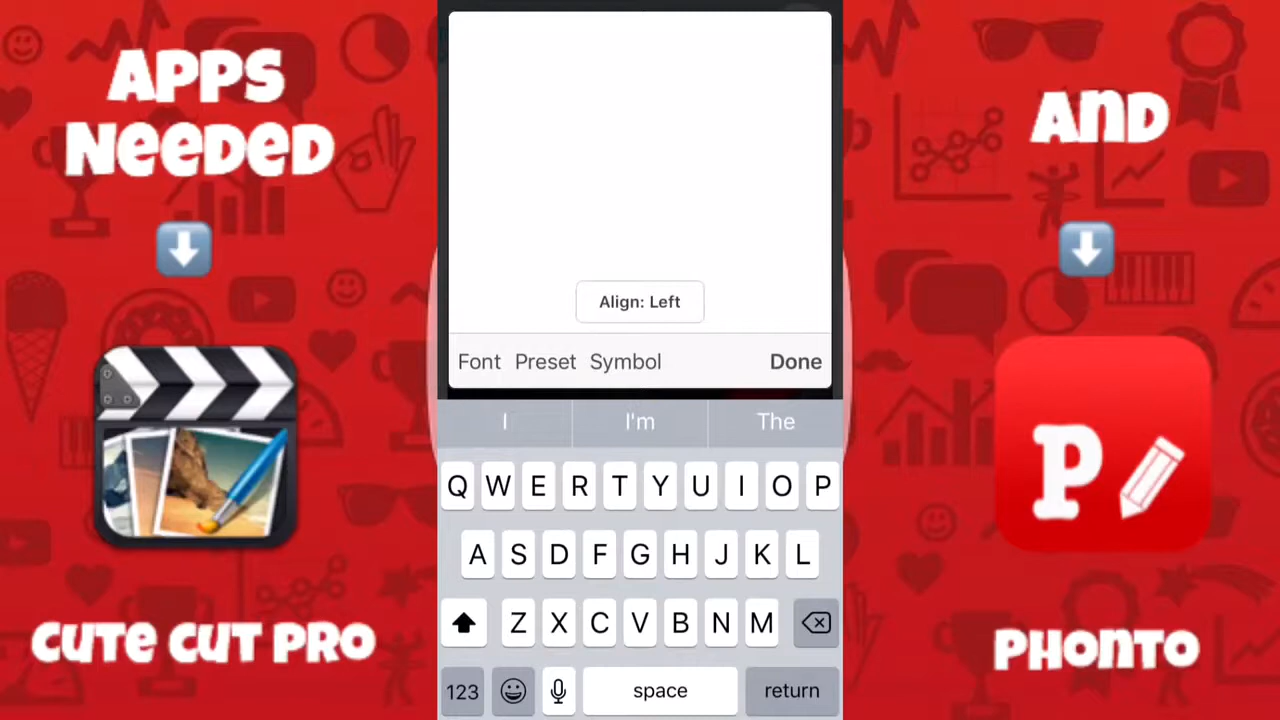 APPS
NEEDED
CUTE CUT PRO
Align: Left
Font Preset Symbol Done
I I'm The
Q W E R T Y U I O P
A S D F G H J K L
Z X C V B N M
123 space return
AND
P
PHONTO